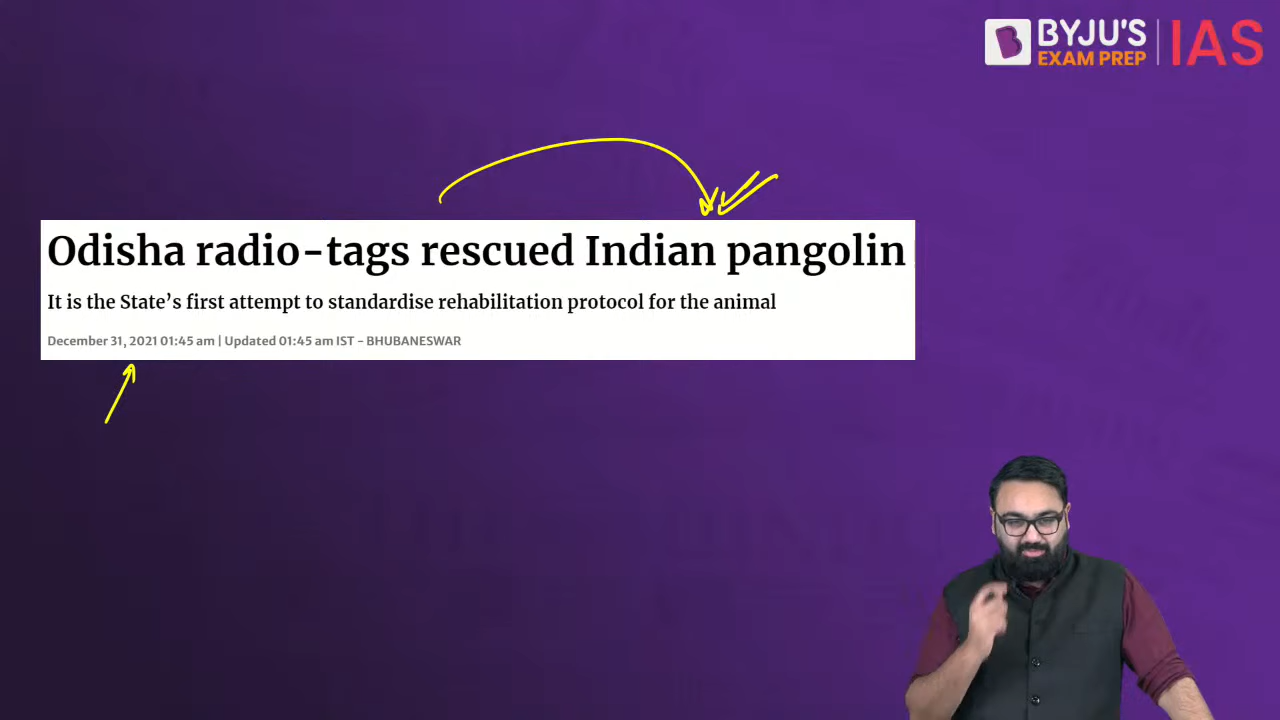 BYJU'S
EXAM PREP
IAS
Odisha radio-tags rescued Indian pangolin
It is the State’s first attempt to standardise rehabilitation protocol for the animal
December 31, 2021 01:45 am | Updated 01:45 am IST - BHUBANESWAR